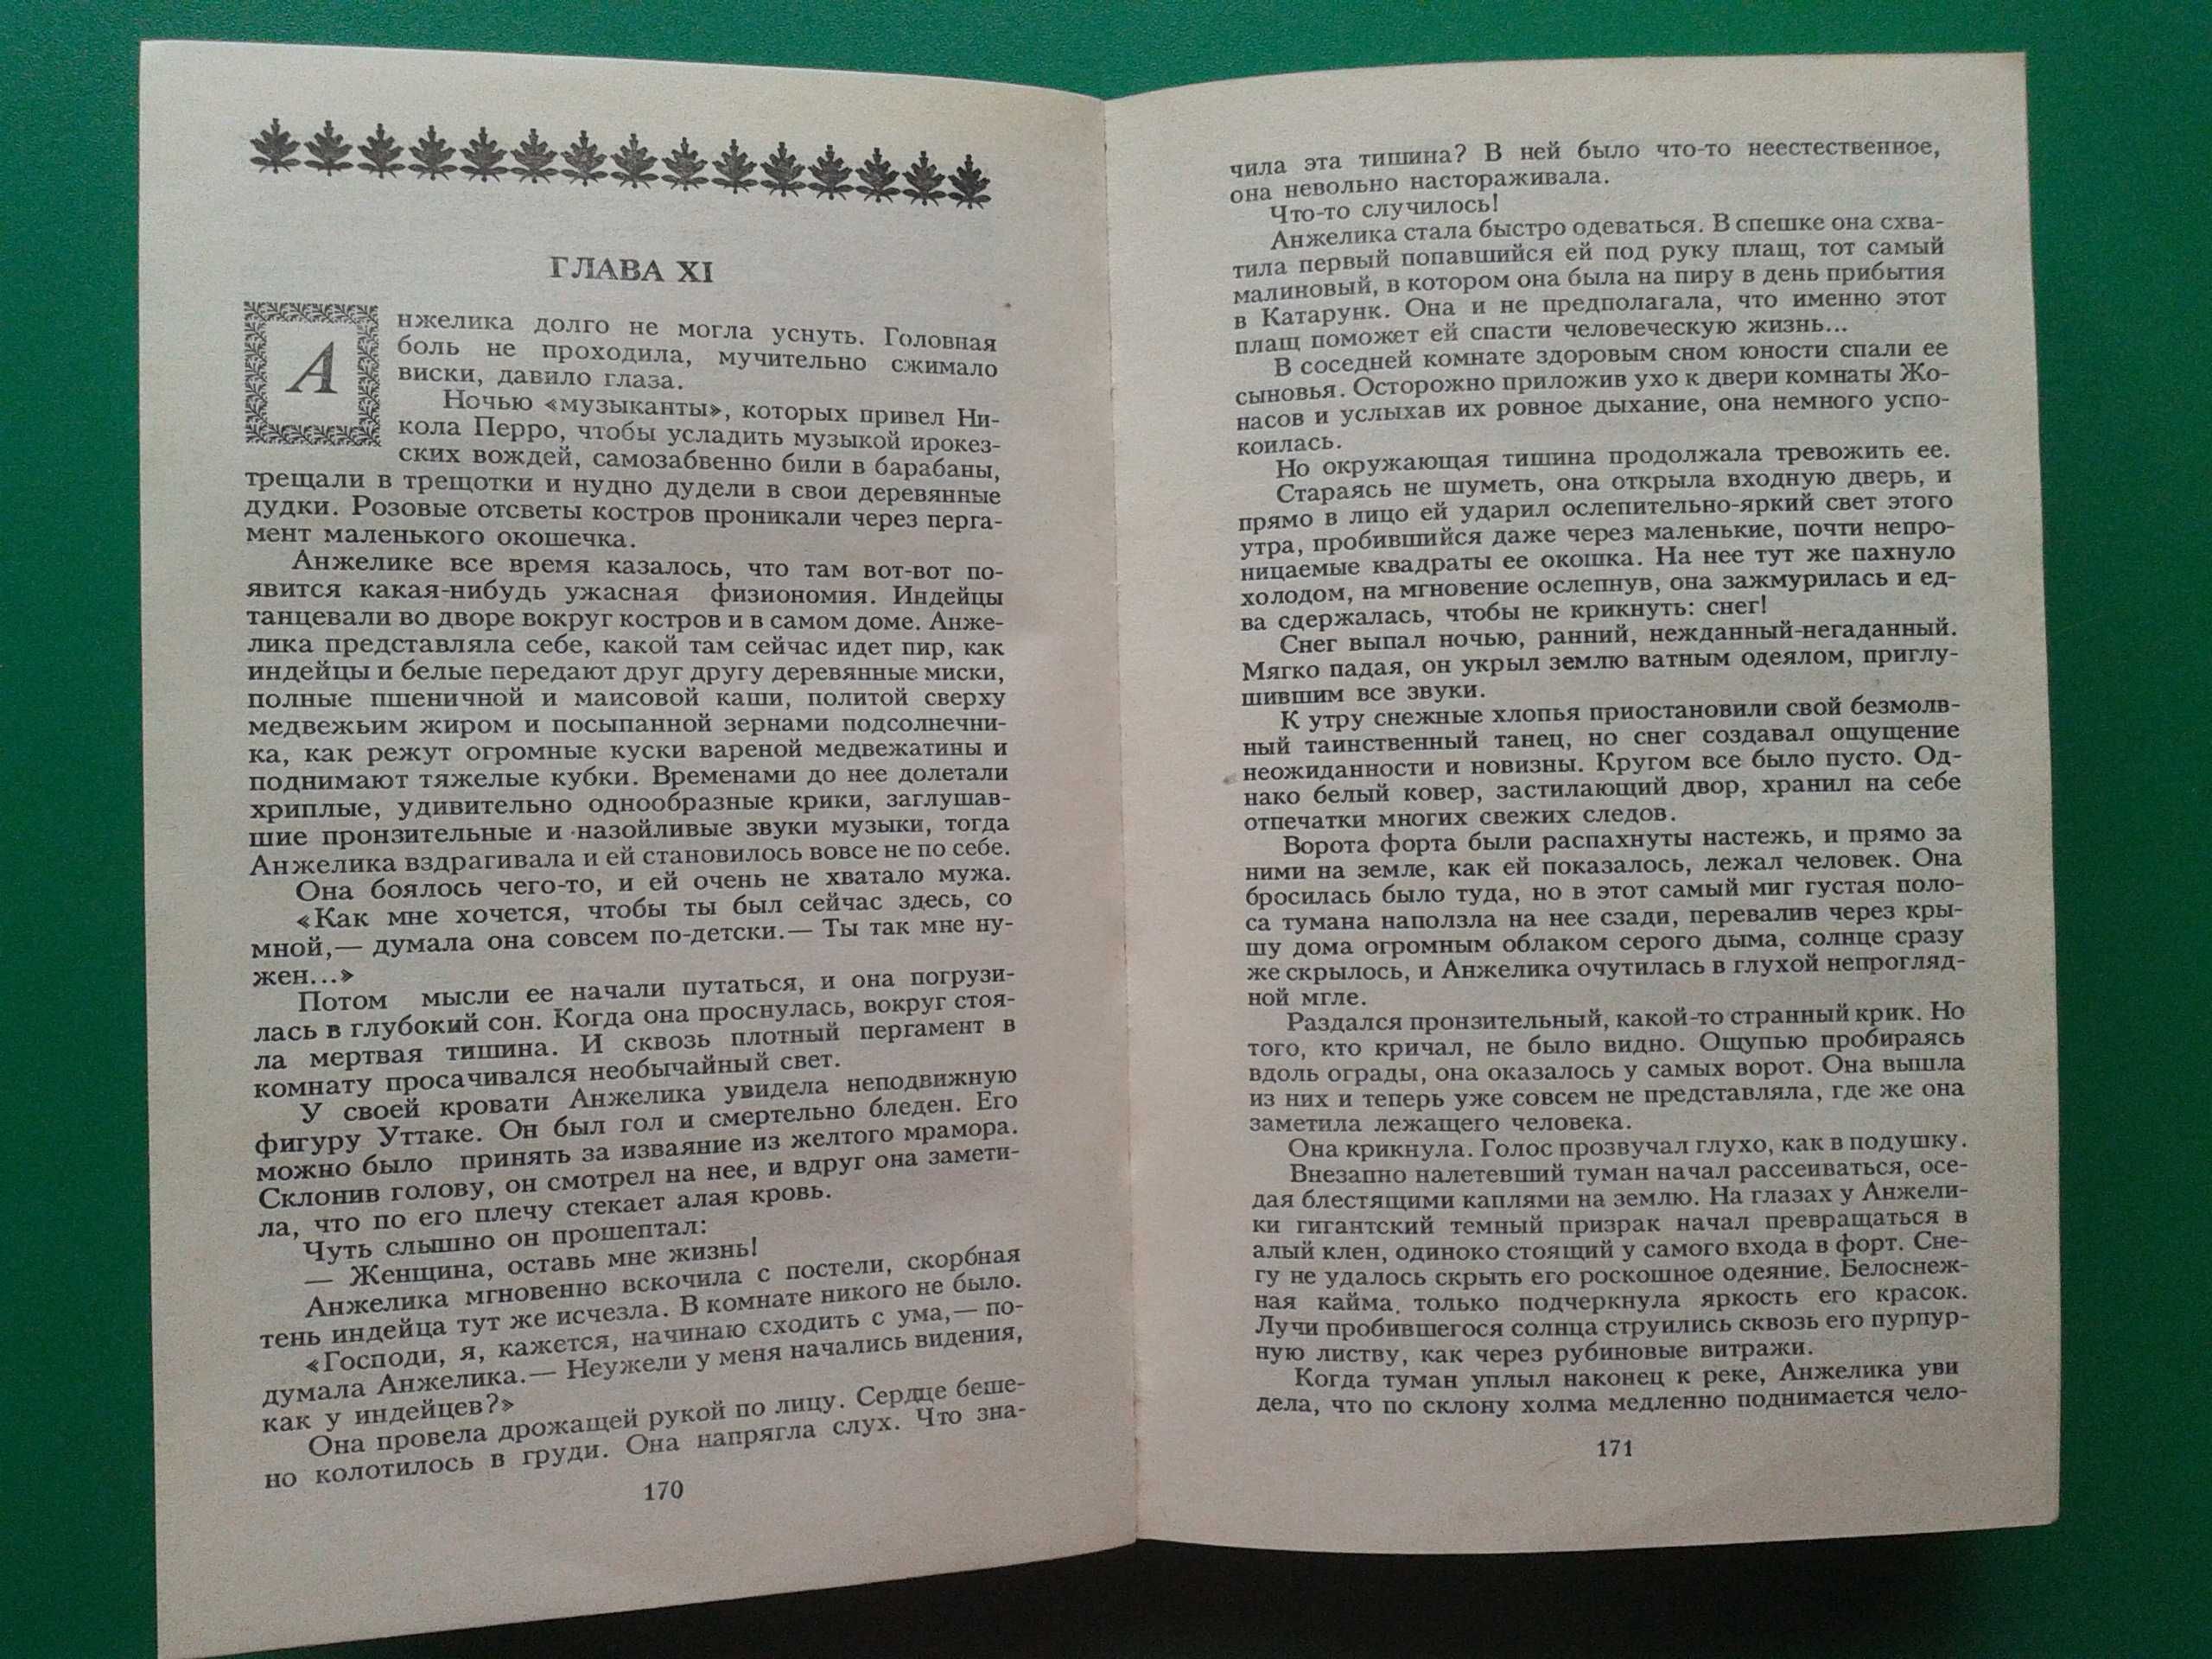 ГЛАВА XI
А
нжелика долго не могла уснуть. Головная
боль не проходила, мучительно сжимало
виски, давило глаза.
Ночью «музыканты», которых привел Ни-
кола Перро, чтобы усладить музыкой ирокез-
ских вождей, самозабвенно били в барабаны,
трещали в трещотки и нудно дудели в свои деревянные
дудки. Розовые отсветы костров проникали через перга-
мент маленького окошечка.
Анжелике все время казалось, что там вот-вот по-
явится какая-нибудь ужасная физиономия. Индейцы
танцевали во дворе вокруг костров и в самом доме. Анже-
лика представляла себе, какой там сейчас идет пир, как
индейцы и белые передают друг другу деревянные миски,
полные пшеничной и маисовой каши, политой сверху
медвежьим жиром и посыпанной зернами подсолнечни-
ка, как режут огромные куски вареной медвежатины и
поднимают тяжелые кубки. Временами до нее долетали
хриплые, удивительно однообразные крики, заглушав-
шие пронзительные и назойливые звуки музыки, тогда
Анжелика вздрагивала и ей становилось вовсе не по себе.
Она боялось чего-то, и ей очень не хватало мужа.
«Как мне хочется, чтобы ты был сейчас здесь, со
мной,— думала она совсем по-детски.— Ты так мне ну-
жен...»
Потом мысли ее начали путаться, и она погрузи-
лась в глубокий сон. Когда она проснулась, вокруг стоя-
ла мертвая тишина. И сквозь плотный пергамент в
комнату просачивался необычайный свет.
У своей кровати Анжелика увидела неподвижную
фигуру Уттаке. Он был гол и смертельно бледен. Его
можно было принять за изваяние из желтого мрамора.
Склонив голову, он смотрел на нее, и вдруг она замети-
ла, что по его плечу стекает алая кровь.
Чуть слышно он прошептал:
— Женщина, оставь мне жизнь!
Анжелика мгновенно вскочила с постели, скорбная
тень индейца тут же исчезла. В комнате никого не было.
«Господи, я, кажется, начинаю сходить с ума,— по-
думала Анжелика.— Неужели у меня начались видения,
как у индейцев?»
Она провела дрожащей рукой по лицу. Сердце беше-
но колотилось в груди. Она напрягла слух. Что зна-
170
чила эта тишина? В ней было что-то неестественное,
она невольно настораживала.
Что-то случилось!
Анжелика стала быстро одеваться. В спешке она схва-
тила первый попавшийся ей под руку плащ, тот самый
малиновый, в котором она была на пиру в день прибытия
в Катарунк. Она и не предполагала, что именно этот
плащ поможет ей спасти человеческую жизнь...
В соседней комнате здоровым сном юности спали ее
сыновья. Осторожно приложив ухо к двери комнаты Жо-
насов и услыхав их ровное дыхание, она немного успо-
коилась.
Но окружающая тишина продолжала тревожить ее.
Стараясь не шуметь, она открыла входную дверь, и
прямо в лицо ей ударил ослепительно-яркий свет этого
утра, пробившийся даже через маленькие, почти непро-
ницаемые квадраты ее окошка. На нее тут же пахнуло
холодом, на мгновение ослепнув, она зажмурилась и ед-
ва сдержалась, чтобы не крикнуть: снег!
Снег выпал ночью, ранний, нежданный-негаданный.
Мягко падая, он укрыл землю ватным одеялом, приглу-
шившим все звуки.
К утру снежные хлопья приостановили свой безмолв-
ный таинственный танец, но снег создавал ощущение
неожиданности и новизны. Кругом все было пусто. Од-
нако белый ковер, застилающий двор, хранил на себе
отпечатки многих свежих следов.
Ворота форта были распахнуты настежь, и прямо за
ними на земле, как ей показалось, лежал человек. Она
бросилась было туда, но в этот самый миг густая поло-
са тумана наползла на нее сзади, перевалив через кры-
шу дома огромным облаком серого дыма, солнце сразу
же скрылось, и Анжелика очутилась в глухой непрогляд-
ной мгле.
Раздался пронзительный, какой-то странный крик. Но
того, кто кричал, не было видно. Ощупью пробираясь
вдоль ограды, она оказалось у самых ворот. Она вышла
из них и теперь уже совсем не представляла, где же она
заметила лежащего человека.
Она крикнула. Голос прозвучал глухо, как в подушку.
Внезапно налетевший туман начал рассеиваться, осе-
дая блестящими каплями на землю. На глазах у Анжели-
ки гигантский темный призрак начал превращаться в
алый клен, одиноко стоящий у самого входа в форт. Сне-
гу не удалось скрыть его роскошное одеяние. Белоснеж-
ная кайма только подчеркнула яркость его красок.
Лучи пробившегося солнца струились сквозь его пурпур-
ную листву, как через рубиновые витражи.
Когда туман уплыл наконец к реке, Анжелика уви
дела, что по склону холма медленно поднимается чело-
171